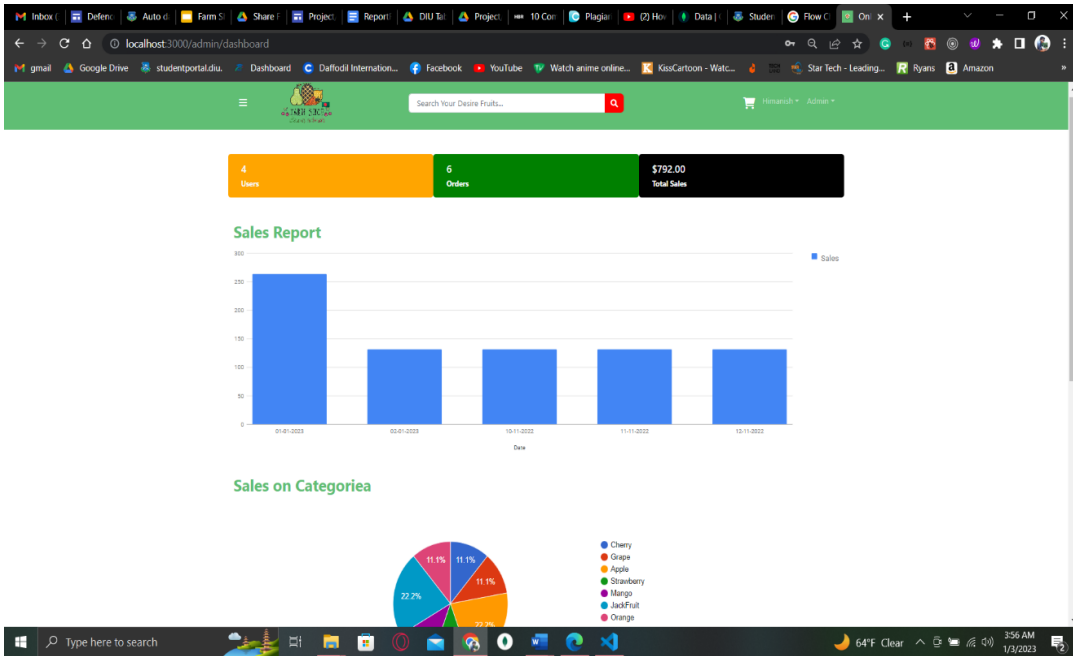 Inbox (
Defenc
Auto d
Farm S
Share F
Project
Report
DIU Tal
Project
10 Com
Plagiar
(2) Hov
Data | (
Studen
Flow C
Onl
localhost:3000/admin/dashboard
gmail
Google Drive
studentportal.diu.
Dashboard
Daffodil Internation...
Facebook
YouTube
Watch anime online...
KissCartoon - Watc...
Star Tech - Leading...
Ryans
Amazon
»
Search Your Desire Fruits...
Himanish
Admin
4
Users
6
Orders
$792.00
Total Sales
Sales Report
300
250
200
150
100
50
0
01-01-2023
02-01-2023
10-11-2022
11-11-2022
12-11-2022
Date
Sales
Sales on Categoriea
11.1%
11.1%
11.1%
22.2%
22.2%
Cherry
Grape
Apple
Strawberry
Mango
JackFruit
Orange
Type here to search
64°F Clear
3:56 AM
1/3/2023
2